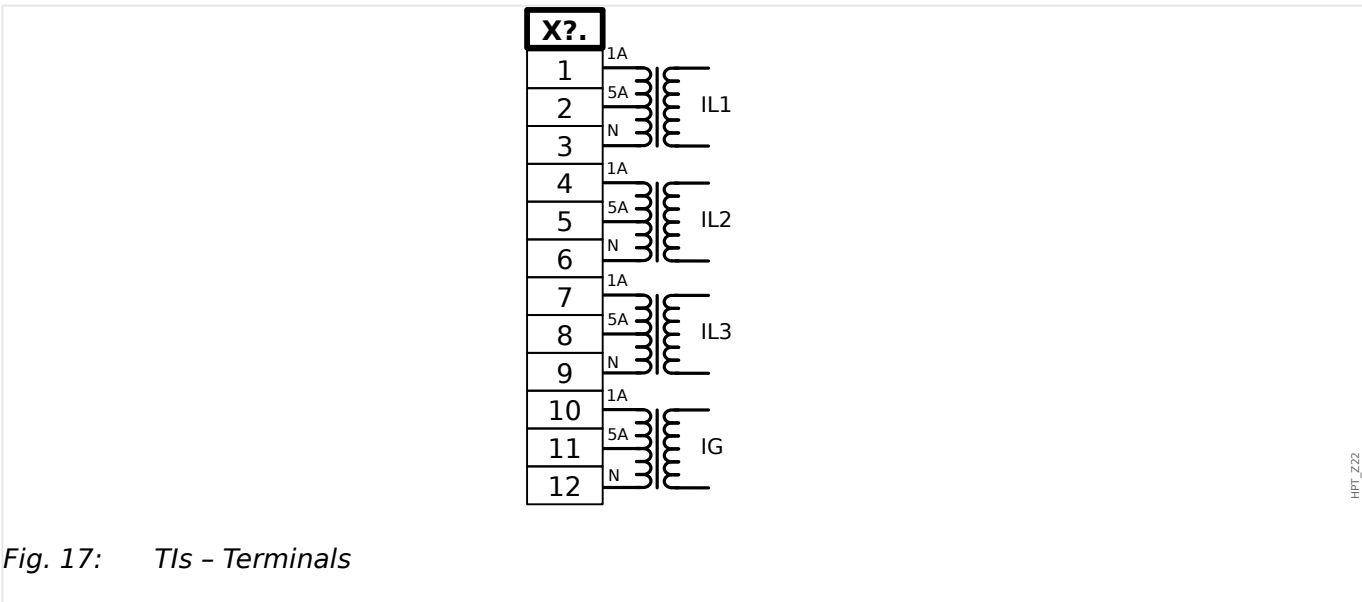 X?.
1A
1
5A
IL1
2
N
3
1A
4
5A
IL2
5
N
6
1A
7
5A
IL3
8
N
9
1A
10
5A
IG
11
N
12
HPT_Z22
Fig. 17: TIs – Terminals